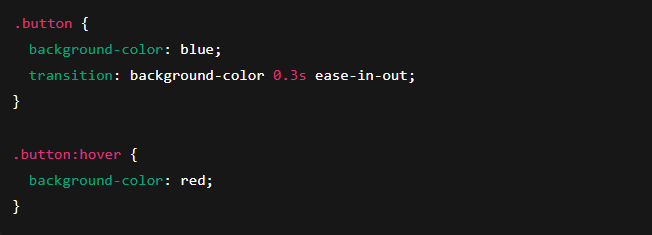 .button {
  background-color: blue;
  transition: background-color 0.3s ease-in-out;
}

.button:hover {
  background-color: red;
}